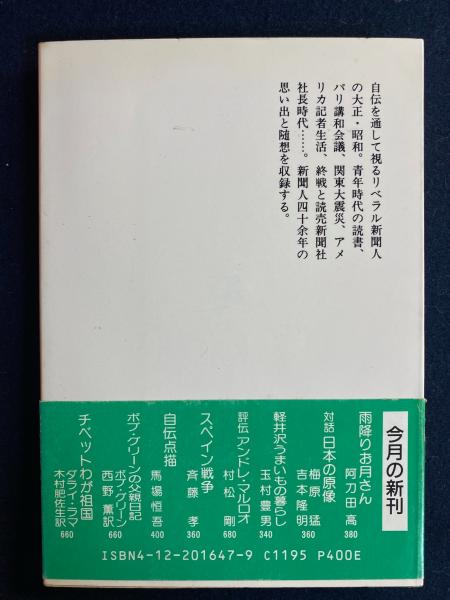 自伝を通して視るリベラル新聞人
の大正・昭和。青年時代の読書、
パリ講和会議、関東大震災、アメ
リカ記者生活、終戦と読売新聞社
社長時代……。新聞人四十余年の
思い出と随想を収録する。
今月の新刊
雨降りお月さん
阿刀田高 380
対話 日本の原像
梅原猛
吉本隆明 360
軽井沢うまいもの暮らし
玉村豊男 340
評伝アンドレ・マルロオ
村松剛 680
スペイン戦争
斉藤孝 360
自伝点描
馬場恒吾 400
ボブ・グリーンの父親日記
ボブ・グリーン
西野薫訳 660
チベットわが祖国
ダライ・ラマ
木村肥佐生訳 660
ISBN4-12-201647-9 C1195 P400E